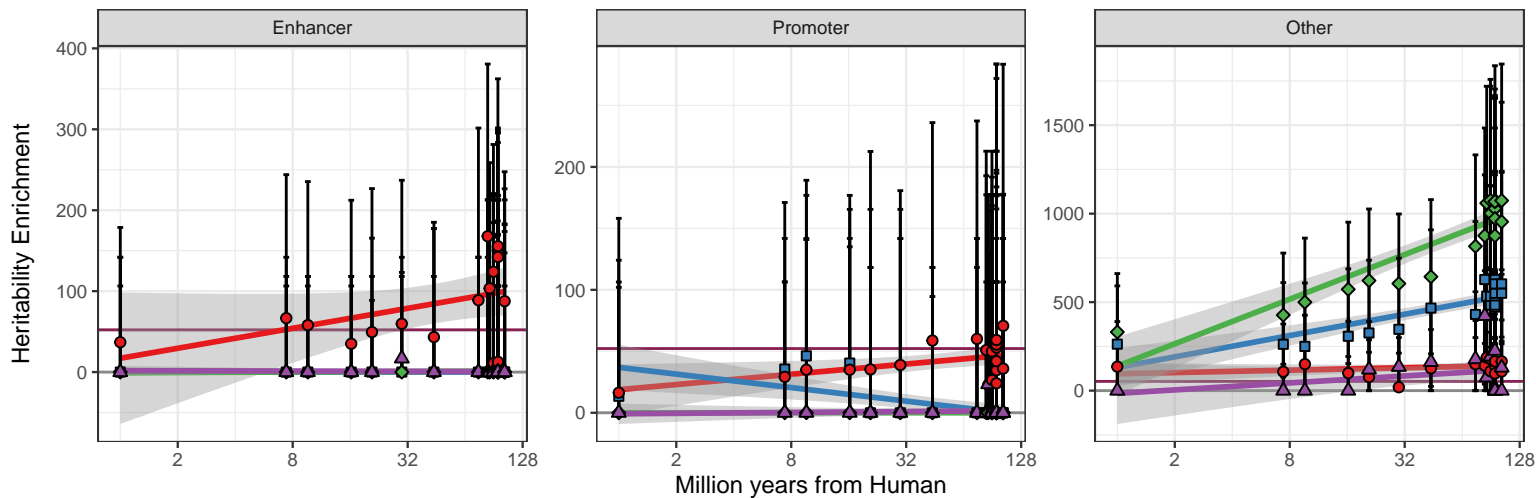 Enhancer
Promoter
Other
Heritability Enrichment
400
300
200
100
0
200
100
0
1500
1000
500
0
2 8 32 128
2 8 32 128
2 8 32 128
Million years from Human